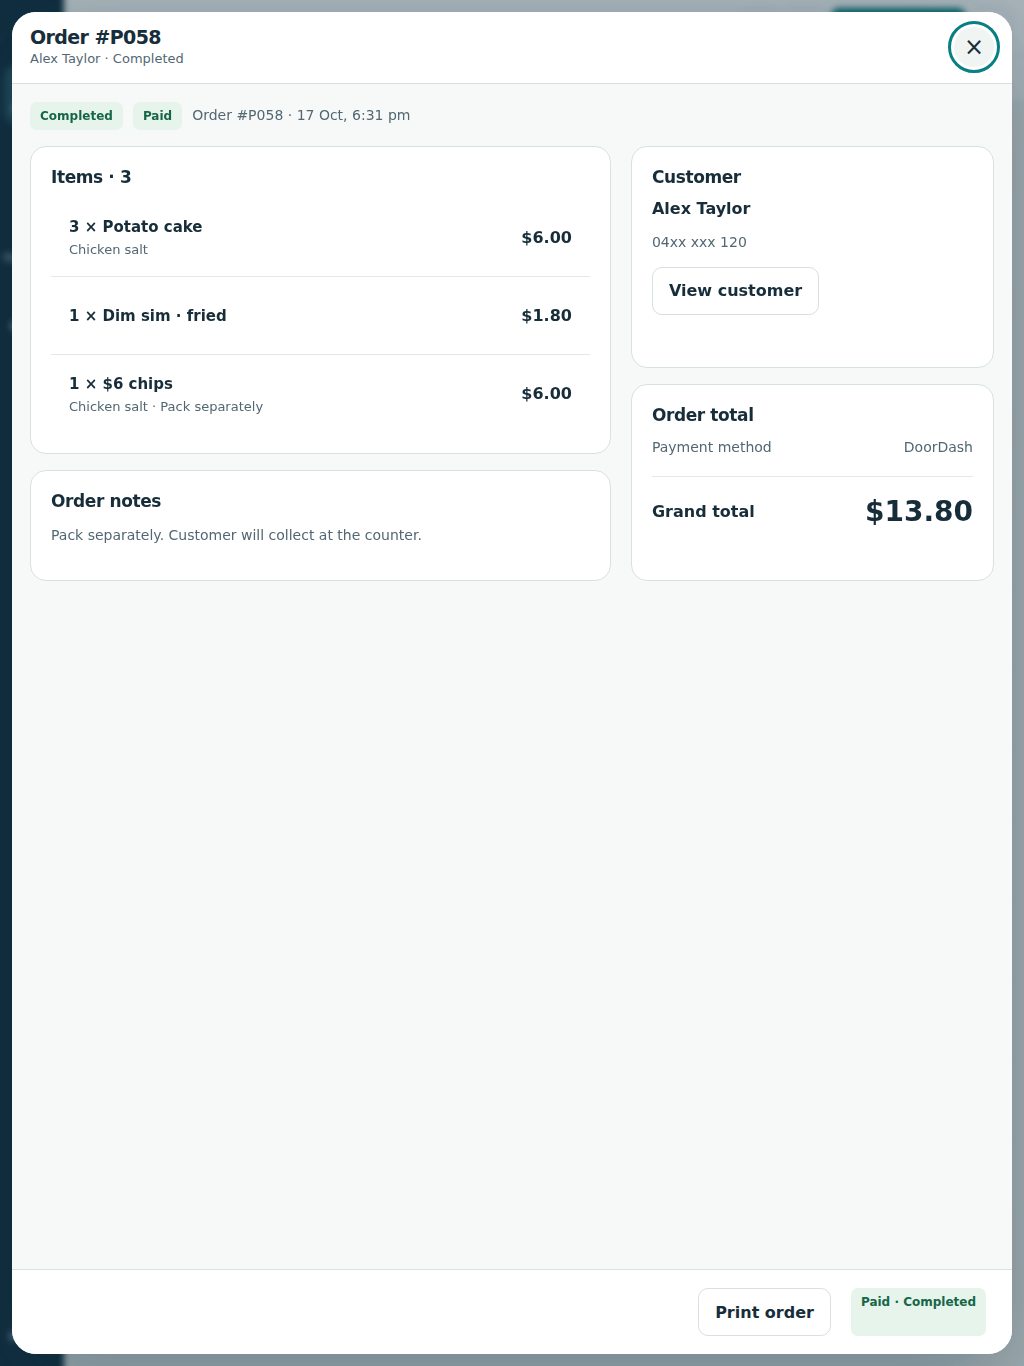 Order #P058
Alex Taylor · Completed
Completed
Paid
Order #P058 · 17 Oct, 6:31 pm
Items · 3
3 × Potato cake
Chicken salt
$6.00
1 × Dim sim · fried
$1.80
1 × $6 chips
Chicken salt · Pack separately
$6.00
Order notes
Pack separately. Customer will collect at the counter.
Customer
Alex Taylor
04xx xxx 120
View customer
Order total
Payment method
DoorDash
Grand total
$13.80
Print order
Paid · Completed